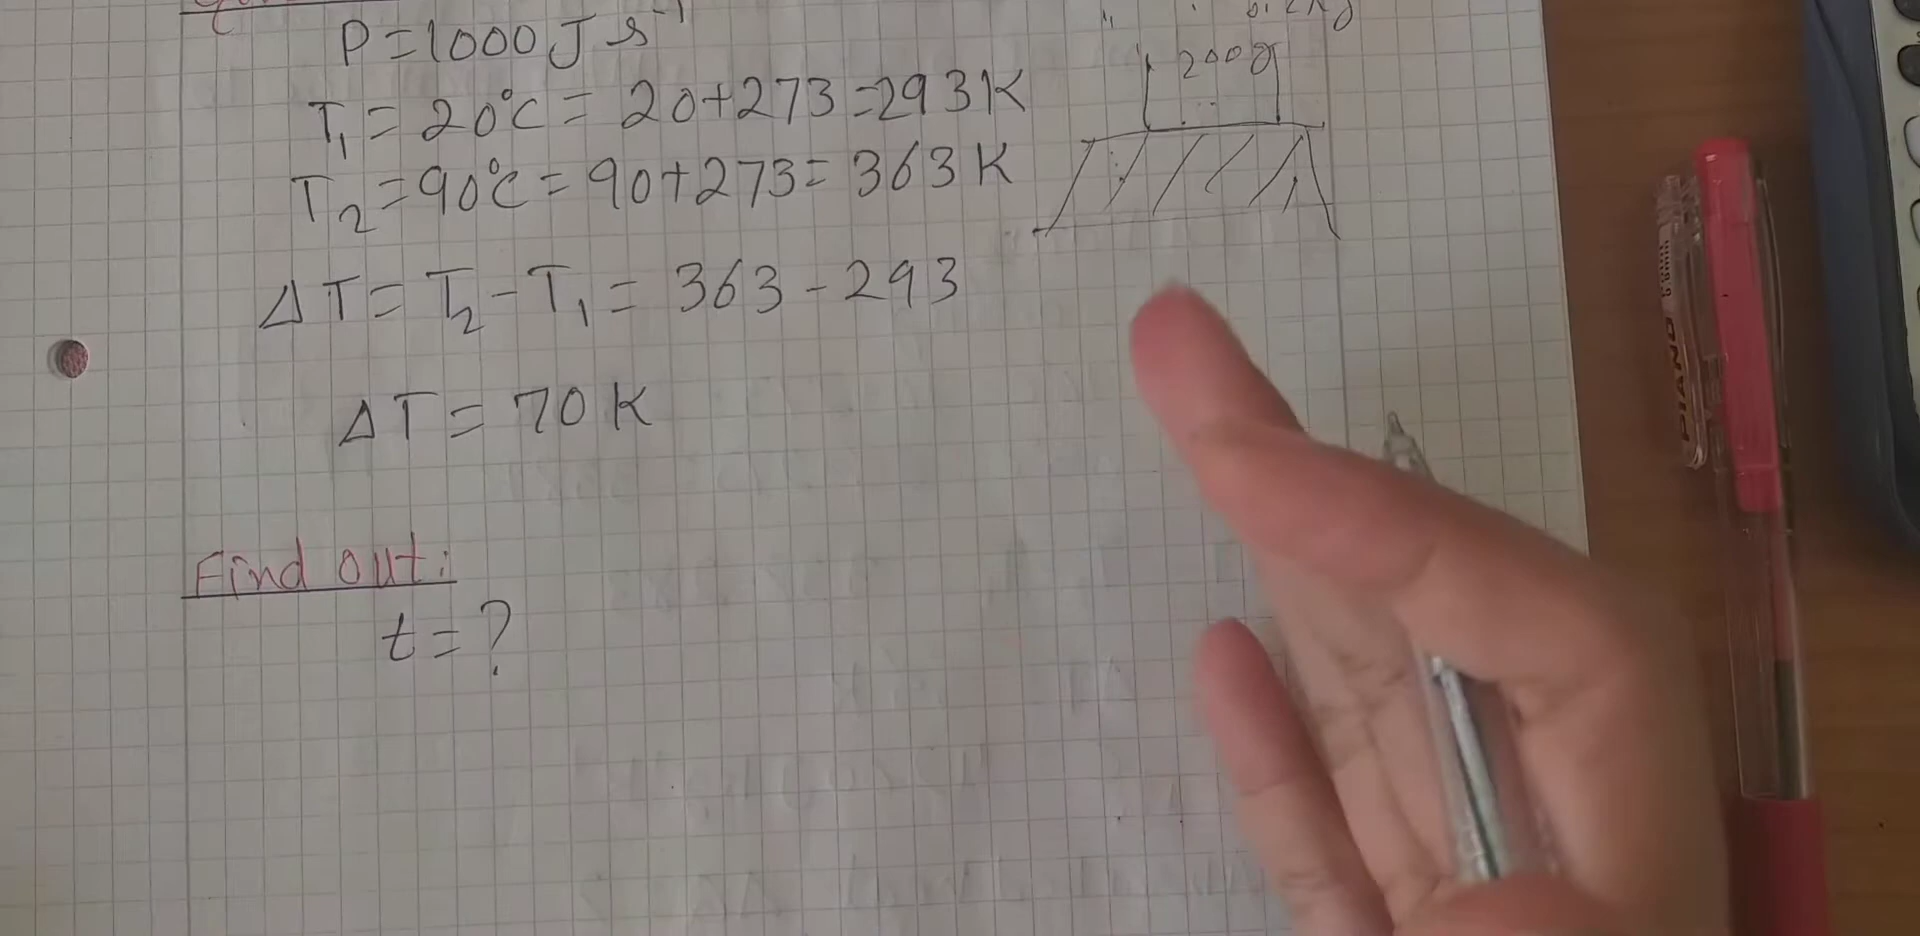 P = 1000 J s⁻¹
T₁ = 20°C = 20+273 = 293 K
T₂ = 90°C = 90+273 = 363 K
200g
ΔT = T₂ - T₁ = 363 - 293
ΔT = 70 K
Find out:
t = ?
PIANO